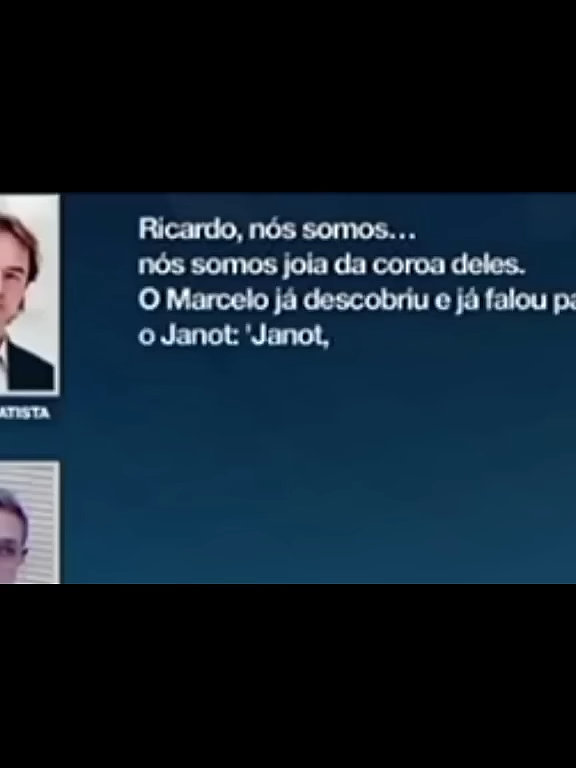 Ricardo, nós somos...
nós somos joia da coroa deles.
O Marcelo já descobriu e já falou pa
o Janot: 'Janot,
ATISTA